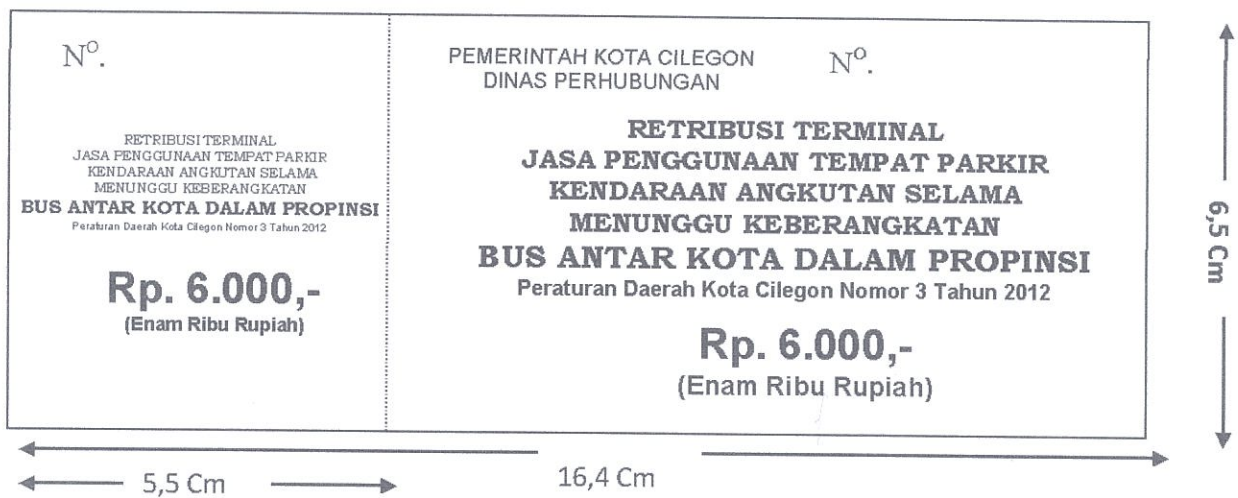 Nº.
RETRIBUSI TERMINAL
JASA PENGGUNAAN TEMPAT PARKIR
KENDARAAN ANGKUTAN SELAMA
MENUNGGU KEBERANGKATAN
BUS ANTAR KOTA DALAM PROPINSI
Peraturan Daerah Kota Cilegon Nomor 3 Tahun 2012
Rp. 6.000,-
(Enam Ribu Rupiah)
PEMERINTAH KOTA CILEGON
DINAS PERHUBUNGAN
Nº.
RETRIBUSI TERMINAL
JASA PENGGUNAAN TEMPAT PARKIR
KENDARAAN ANGKUTAN SELAMA
MENUNGGU KEBERANGKATAN
BUS ANTAR KOTA DALAM PROPINSI
Peraturan Daerah Kota Cilegon Nomor 3 Tahun 2012
Rp. 6.000,-
(Enam Ribu Rupiah)
6,5 Cm
16,4 Cm
5,5 Cm